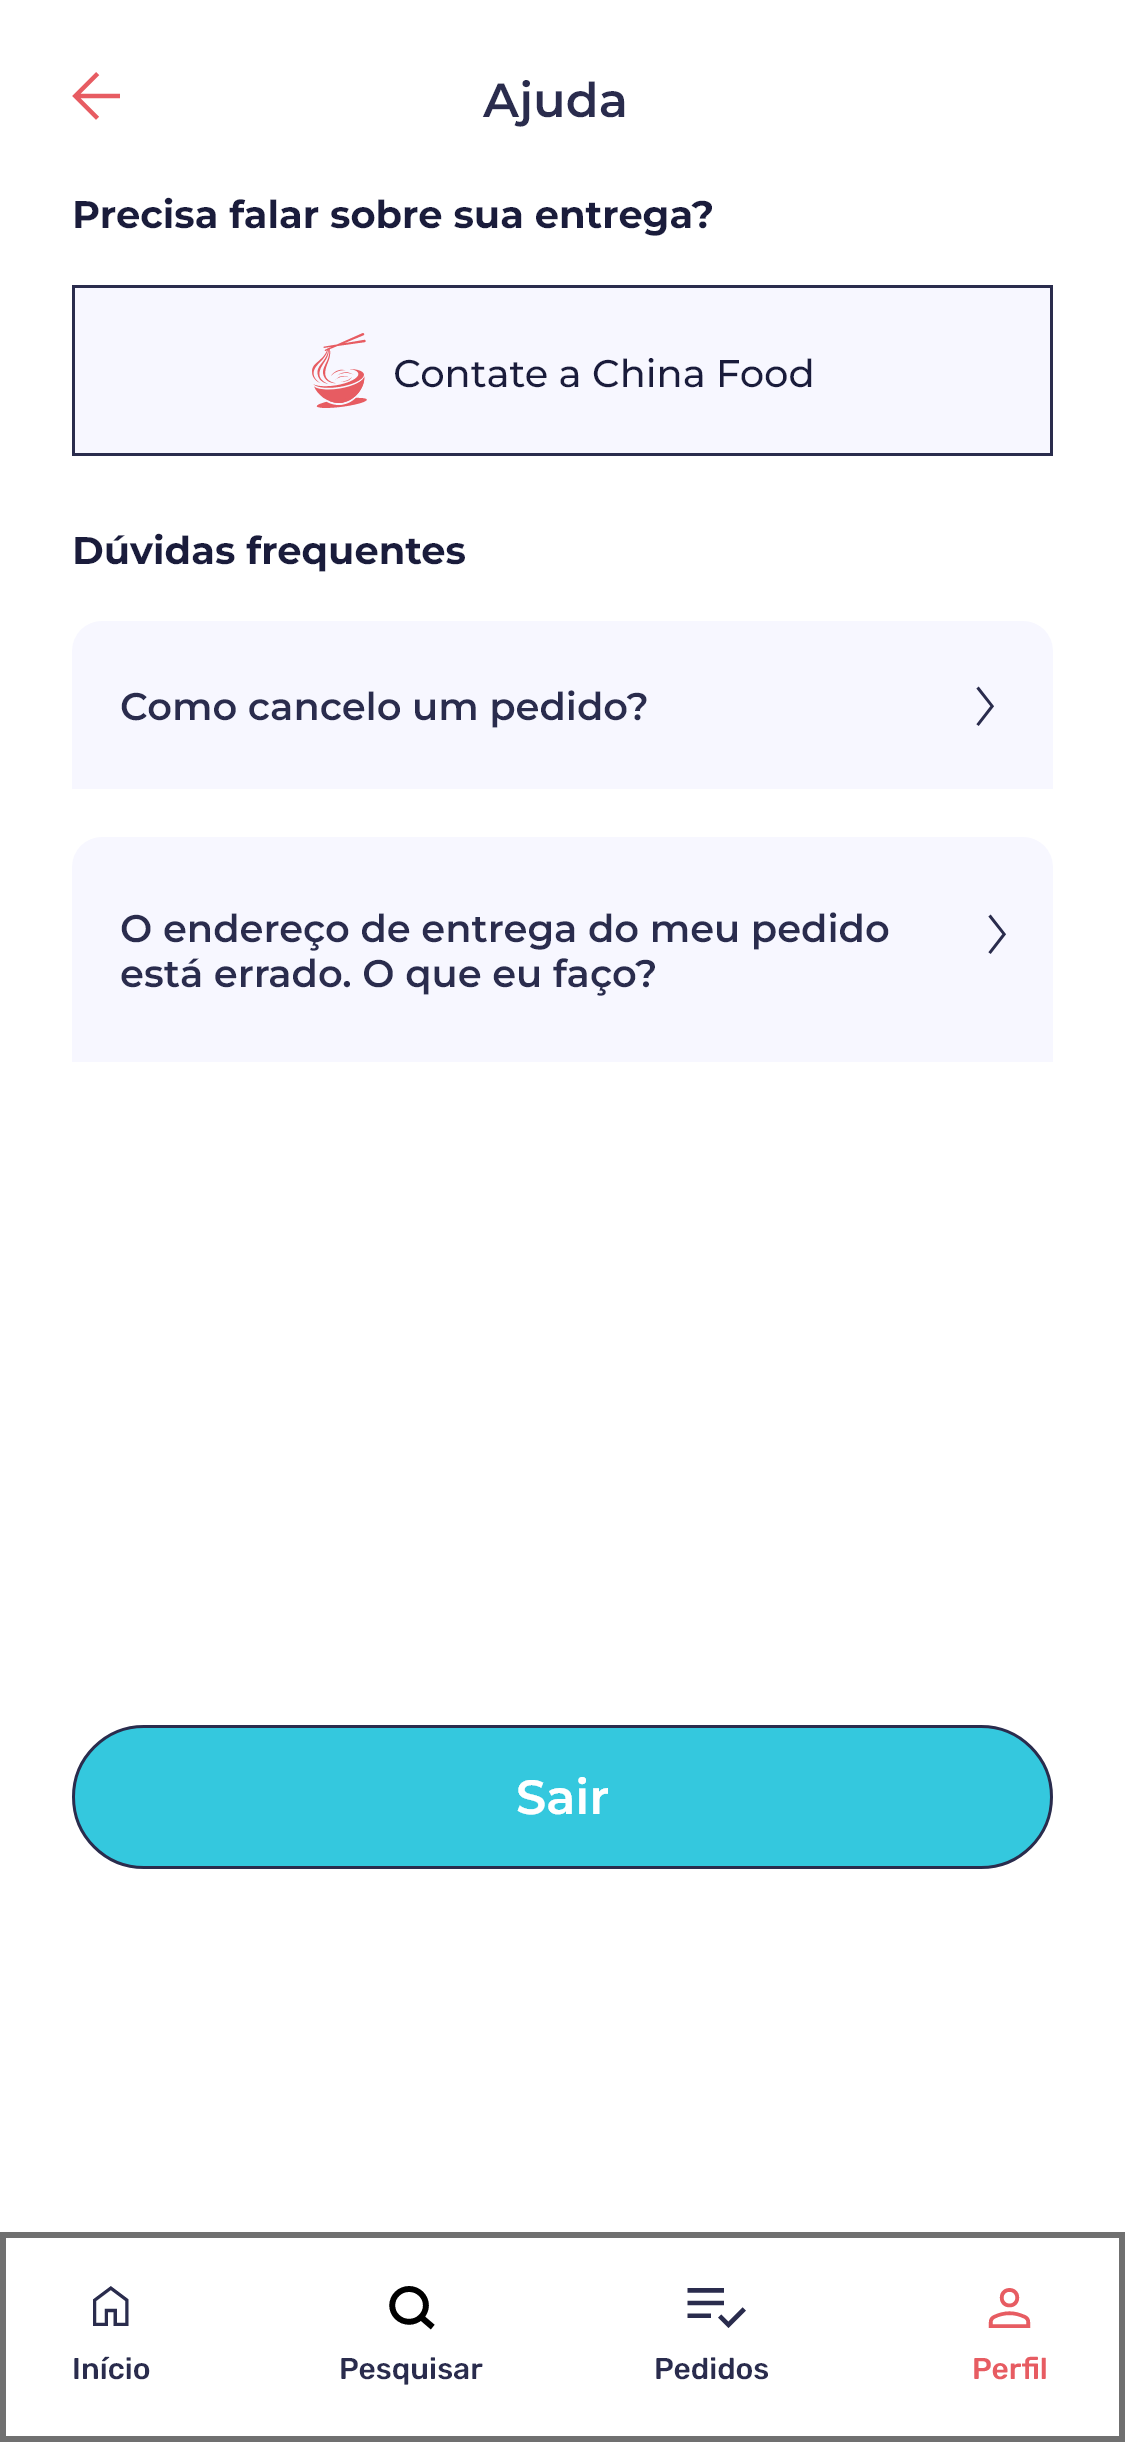 Ajuda
Precisa falar sobre sua entrega?
Contate a China Food
Dúvidas frequentes
Como cancelo um pedido?
O endereço de entrega do meu pedido
está errado. O que eu faço?
Sair
Início
Pesquisar
Pedidos
Perfil